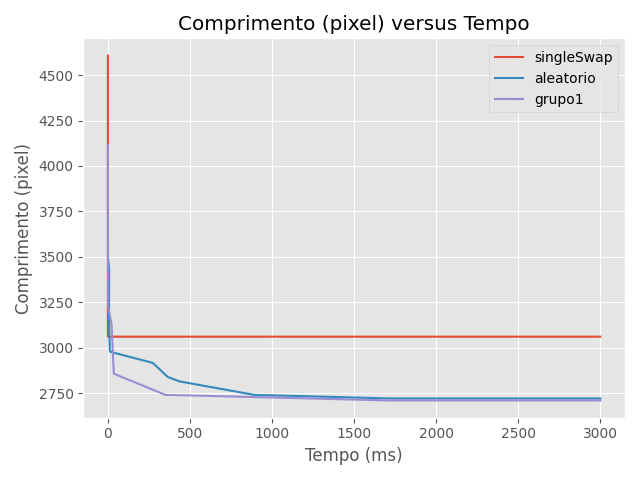 Comprimento (pixel) versus Tempo
singleSwap
aleatorio
grupo1
4500
4250
4000
3750
3500
3250
3000
2750
Comprimento (pixel)
0 500 1000 1500 2000 2500 3000
Tempo (ms)